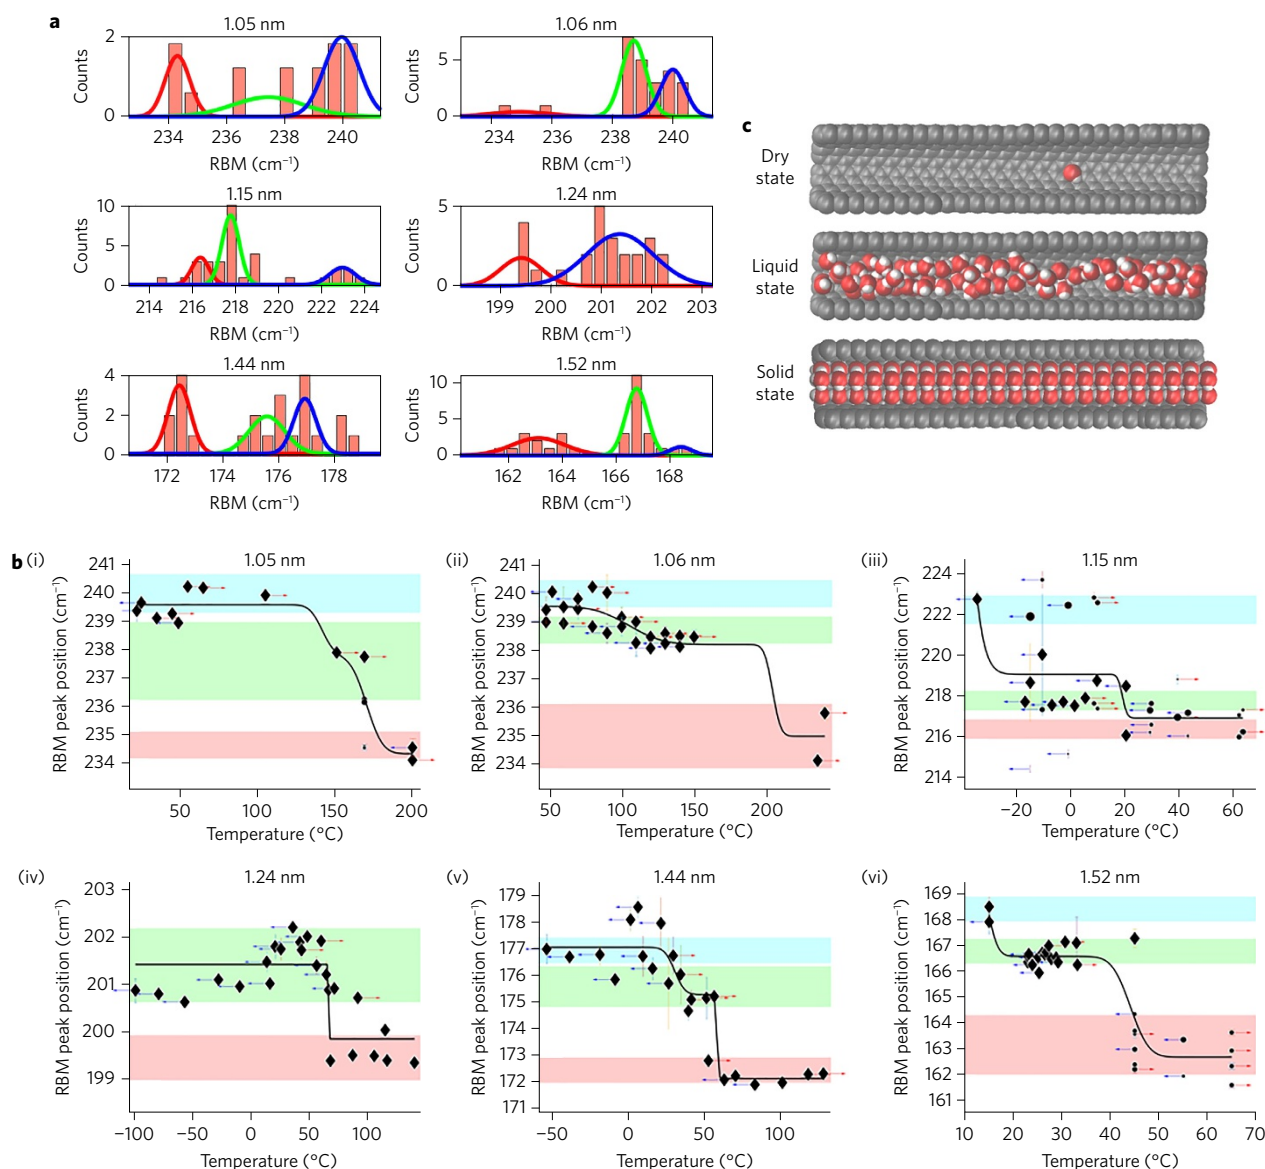 a
1.05 nm
1.06 nm
2
1
0
Counts
234 236 238 240
RBM (cm⁻¹)
5
0
Counts
234 236 238 240
RBM (cm⁻¹)
1.15 nm
1.24 nm
10
5
0
Counts
214 216 218 220 222 224
RBM (cm⁻¹)
5
0
Counts
199 200 201 202 203
RBM (cm⁻¹)
1.44 nm
1.52 nm
4
2
0
Counts
172 174 176 178
RBM (cm⁻¹)
10
5
0
Counts
162 164 166 168
RBM (cm⁻¹)
c
Dry
state
Liquid
state
Solid
state
b (i)
1.05 nm
241
240
239
238
237
236
235
234
RBM peak position (cm⁻¹)
50 100 150 200
Temperature (°C)
(ii)
1.06 nm
241
240
239
238
237
236
235
234
RBM peak position (cm⁻¹)
50 100 150 200
Temperature (°C)
(iii)
1.15 nm
224
222
220
218
216
214
RBM peak position (cm⁻¹)
−20 0 20 40 60
Temperature (°C)
(iv)
1.24 nm
203
202
201
200
199
RBM peak position (cm⁻¹)
−100 −50 0 50 100
Temperature (°C)
(v)
1.44 nm
179
178
177
176
175
174
173
172
171
RBM peak position (cm⁻¹)
−50 0 50 100
Temperature (°C)
(vi)
1.52 nm
169
168
167
166
165
164
163
162
161
RBM peak position (cm⁻¹)
10 20 30 40 50 60 70
Temperature (°C)